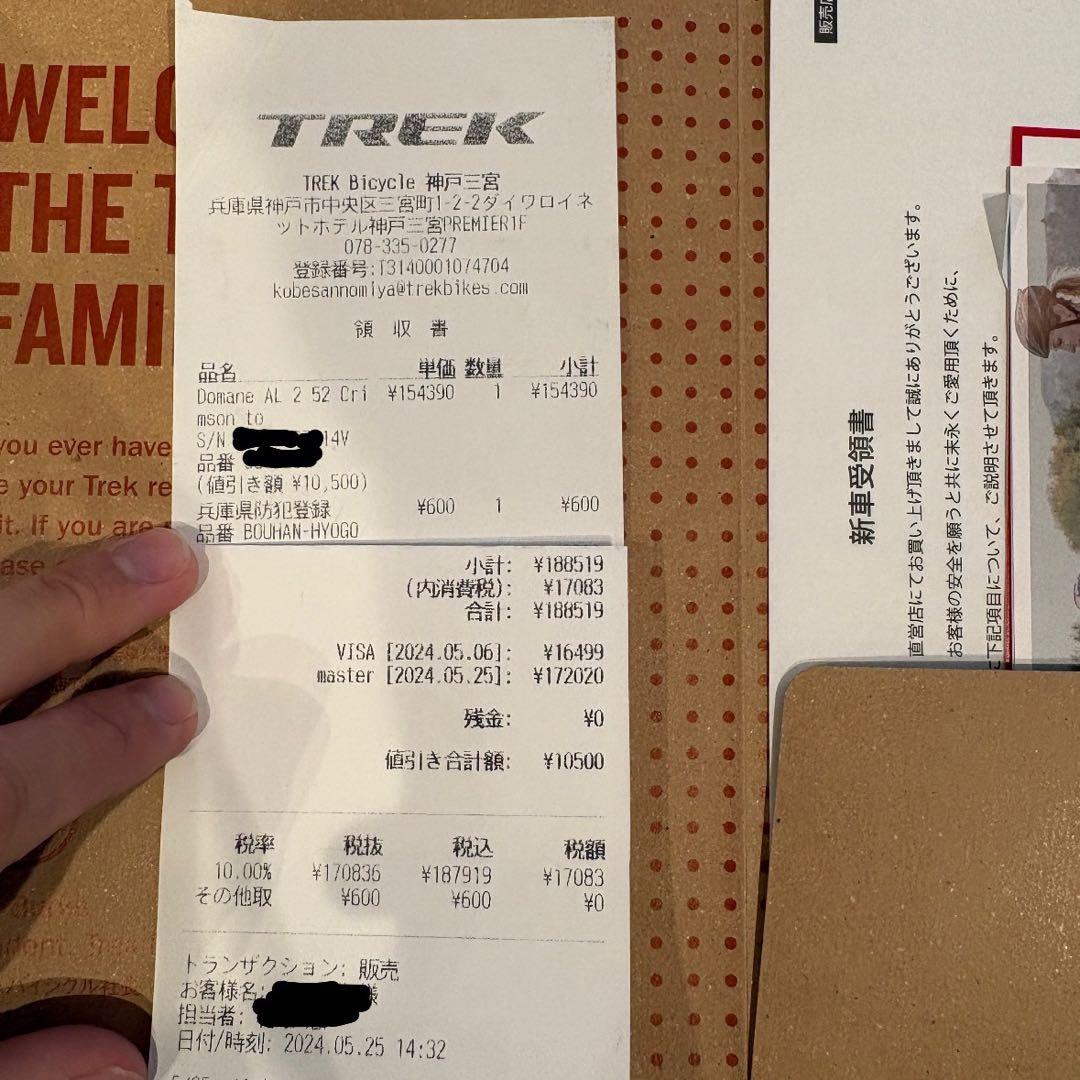 WELC
THE T
FAMI
you ever have
e your Trek re
it. If you are
ase
TREK
TREK Bicycle 神戸三宮
兵庫県神戸市中央区三宮町1-2-2ダイワロイネ
ットホテル神戸三宮PREMIER1F
078-335-0277
登録番号:T3140001074704
kobesannomiya@trekbikes.com
領 収 書
品名 単価 数量 小計
Domane AL 2 52 Cri ¥154390 1 ¥154390
mson to
S/N 14V
品番
(値引き額 ¥10,500)
兵庫県防犯登録 ¥600 1 ¥600
品番 BOUHAN-HYOGO
小計: ¥188519
(内消費税): ¥17083
合計: ¥188519
VISA [2024.05.06]: ¥16499
master [2024.05.25]: ¥172020
残金: ¥0
値引き合計額: ¥10500
税率 税抜 税込 税額
10.00% ¥170836 ¥187919 ¥17083
その他取 ¥600 ¥600 ¥0
トランザクション: 販売
お客様名: 様
担当者:
日付/時刻: 2024.05.25 14:32
販売店
新車受領書
直営店にてお買い上げ頂きまして誠にありがとうございます。
お客様の安全を願うと共に末永くご愛用頂くために、
に下記項目について、ご説明させて頂きます。